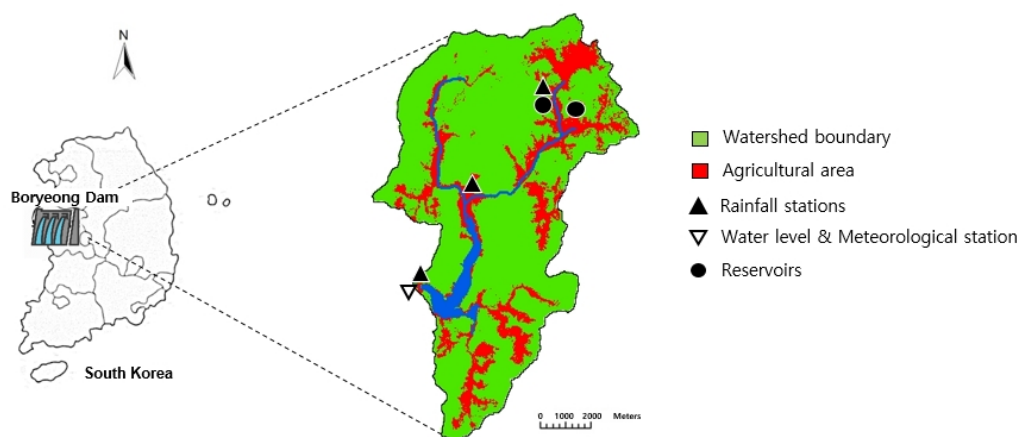 N
Boryeong Dam
South Korea
Watershed boundary
Agricultural area
Rainfall stations
Water level & Meteorological station
Reservoirs
0 1000 2000 Meters